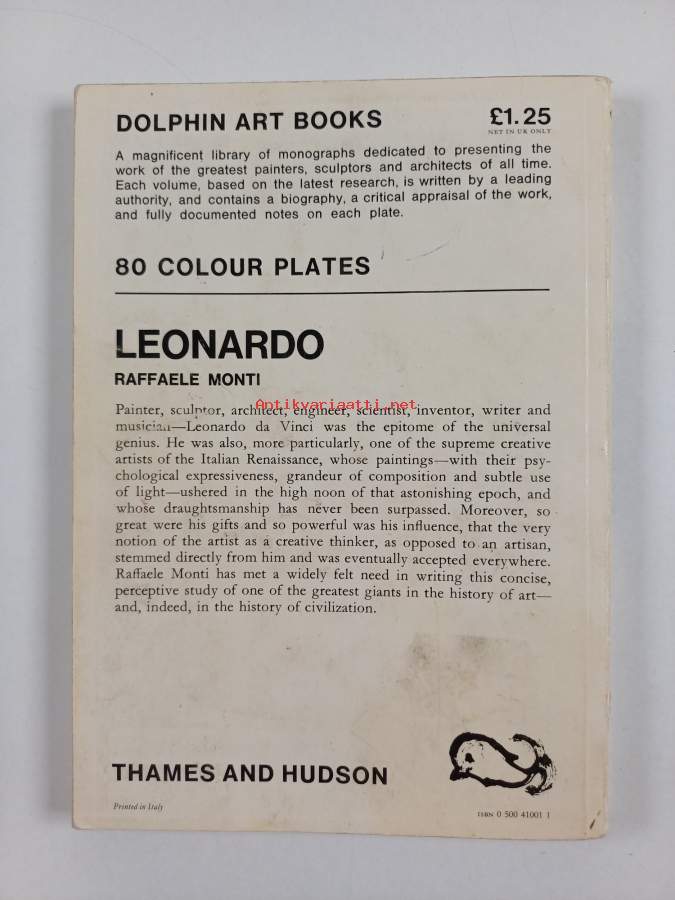 DOLPHIN ART BOOKS £1.25
NET IN UK ONLY
A magnificent library of monographs dedicated to presenting the
work of the greatest painters, sculptors and architects of all time.
Each volume, based on the latest research, is written by a leading
authority, and contains a biography, a critical appraisal of the work,
and fully documented notes on each plate.
80 COLOUR PLATES
LEONARDO
RAFFAELE MONTI
Antikvariaatti.net
Painter, sculptor, architect, engineer, scientist, inventor, writer and
musician—Leonardo da Vinci was the epitome of the universal
genius. He was also, more particularly, one of the supreme creative
artists of the Italian Renaissance, whose paintings—with their psy-
chological expressiveness, grandeur of composition and subtle use
of light—ushered in the high noon of that astonishing epoch, and
whose draughtsmanship has never been surpassed. Moreover, so
great were his gifts and so powerful was his influence, that the very
notion of the artist as a creative thinker, as opposed to an artisan,
stemmed directly from him and was eventually accepted everywhere.
Raffaele Monti has met a widely felt need in writing this concise,
perceptive study of one of the greatest giants in the history of art—
and, indeed, in the history of civilization.
THAMES AND HUDSON
Printed in Italy
ISBN 0 500 41001 1